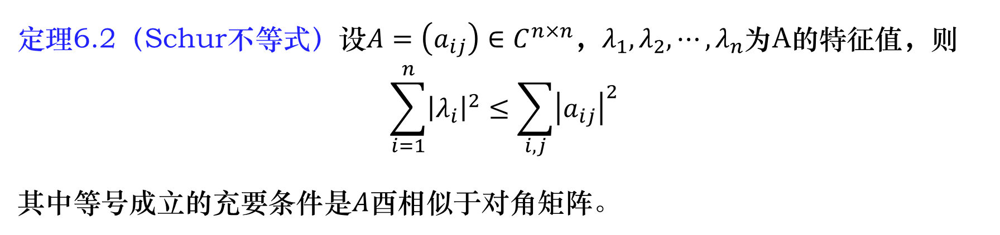 定理6.2（Schur不等式）设A = (a_{ij}) ∈ C^{n×n}，λ_1, λ_2, ⋯ , λ_n为A的特征值，则
\sum_{i=1}^{n} |λ_i|^2 ≤ \sum_{i,j} |a_{ij}|^2
其中等号成立的充要条件是A酉相似于对角矩阵。